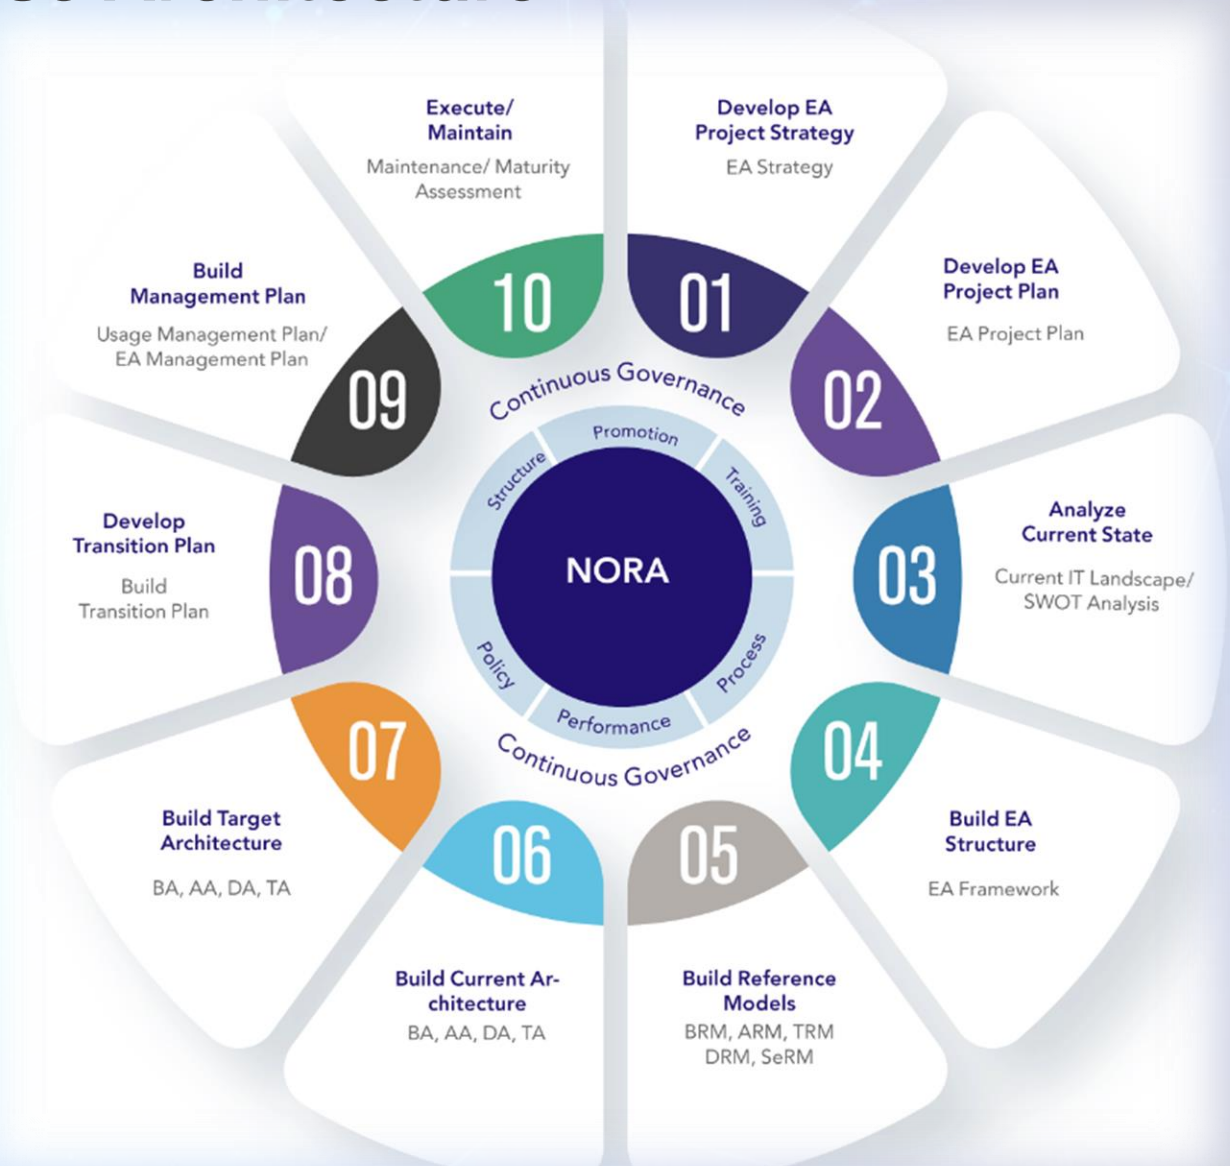 Execute/
Maintain
Maintenance/ Maturity
Assessment
Develop EA
Project Strategy
EA Strategy
Build
Management Plan
Usage Management Plan/
EA Management Plan
Develop EA
Project Plan
EA Project Plan
10
01
09
02
Continuous Governance
Promotion
Structure
Training
Develop
Transition Plan
Build
Transition Plan
08
NORA
03
Analyze
Current State
Current IT Landscape/
SWOT Analysis
Policy
Process
Performance
Continuous Governance
07
04
06
05
Build Target
Architecture
BA, AA, DA, TA
Build EA
Structure
EA Framework
Build Current Ar-
chitecture
BA, AA, DA, TA
Build Reference
Models
BRM, ARM, TRM
DRM, SeRM